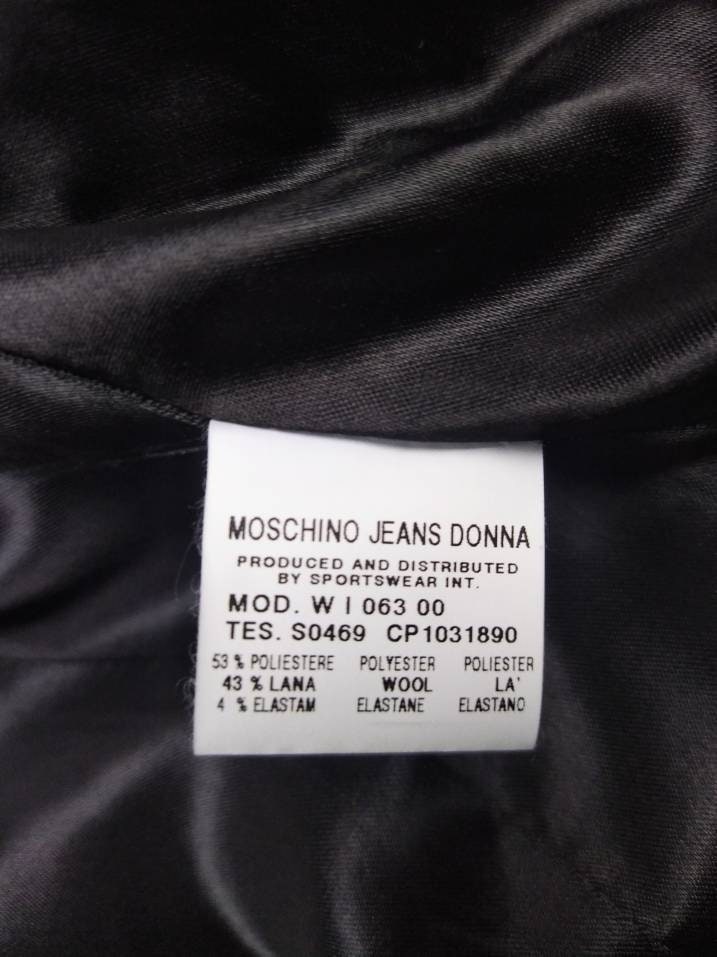 MOSCHINO JEANS DONNA
PRODUCED AND DISTRIBUTED
BY SPORTSWEAR INT.
MOD. W I 063 00
TES. S0469 CP1031890
53 % POLIESTERE POLYESTER POLIESTER
43 % LANA WOOL LA'
4 % ELASTAM ELASTANE ELASTANO